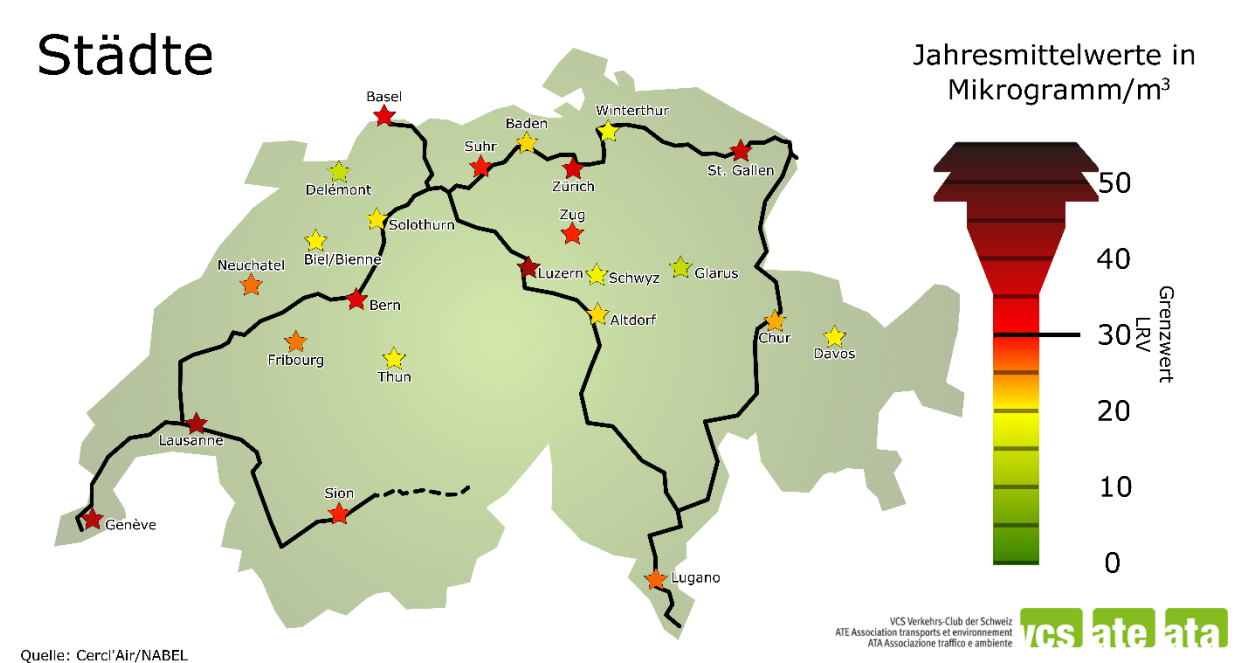 Städte
Jahresmittelwerte in
Mikrogramm/m³
Basel
Winterthur
Baden
Suhr
St. Gallen
Zürich
Delémont
Zug
Solothurn
Biel/Bienne
Neuchatel
Luzern
Schwyz
Glarus
Bern
Altdorf
Chur
Davos
Fribourg
Thun
Lausanne
Sion
Genève
Lugano
50
40
30
20
10
0
Grenzwert
LRV
VCS Verkehrs-Club der Schweiz
ATE Association transports et environnement
ATA Associazione traffico e ambiente
vcs ate ata
Quelle: Cercl'Air/NABEL